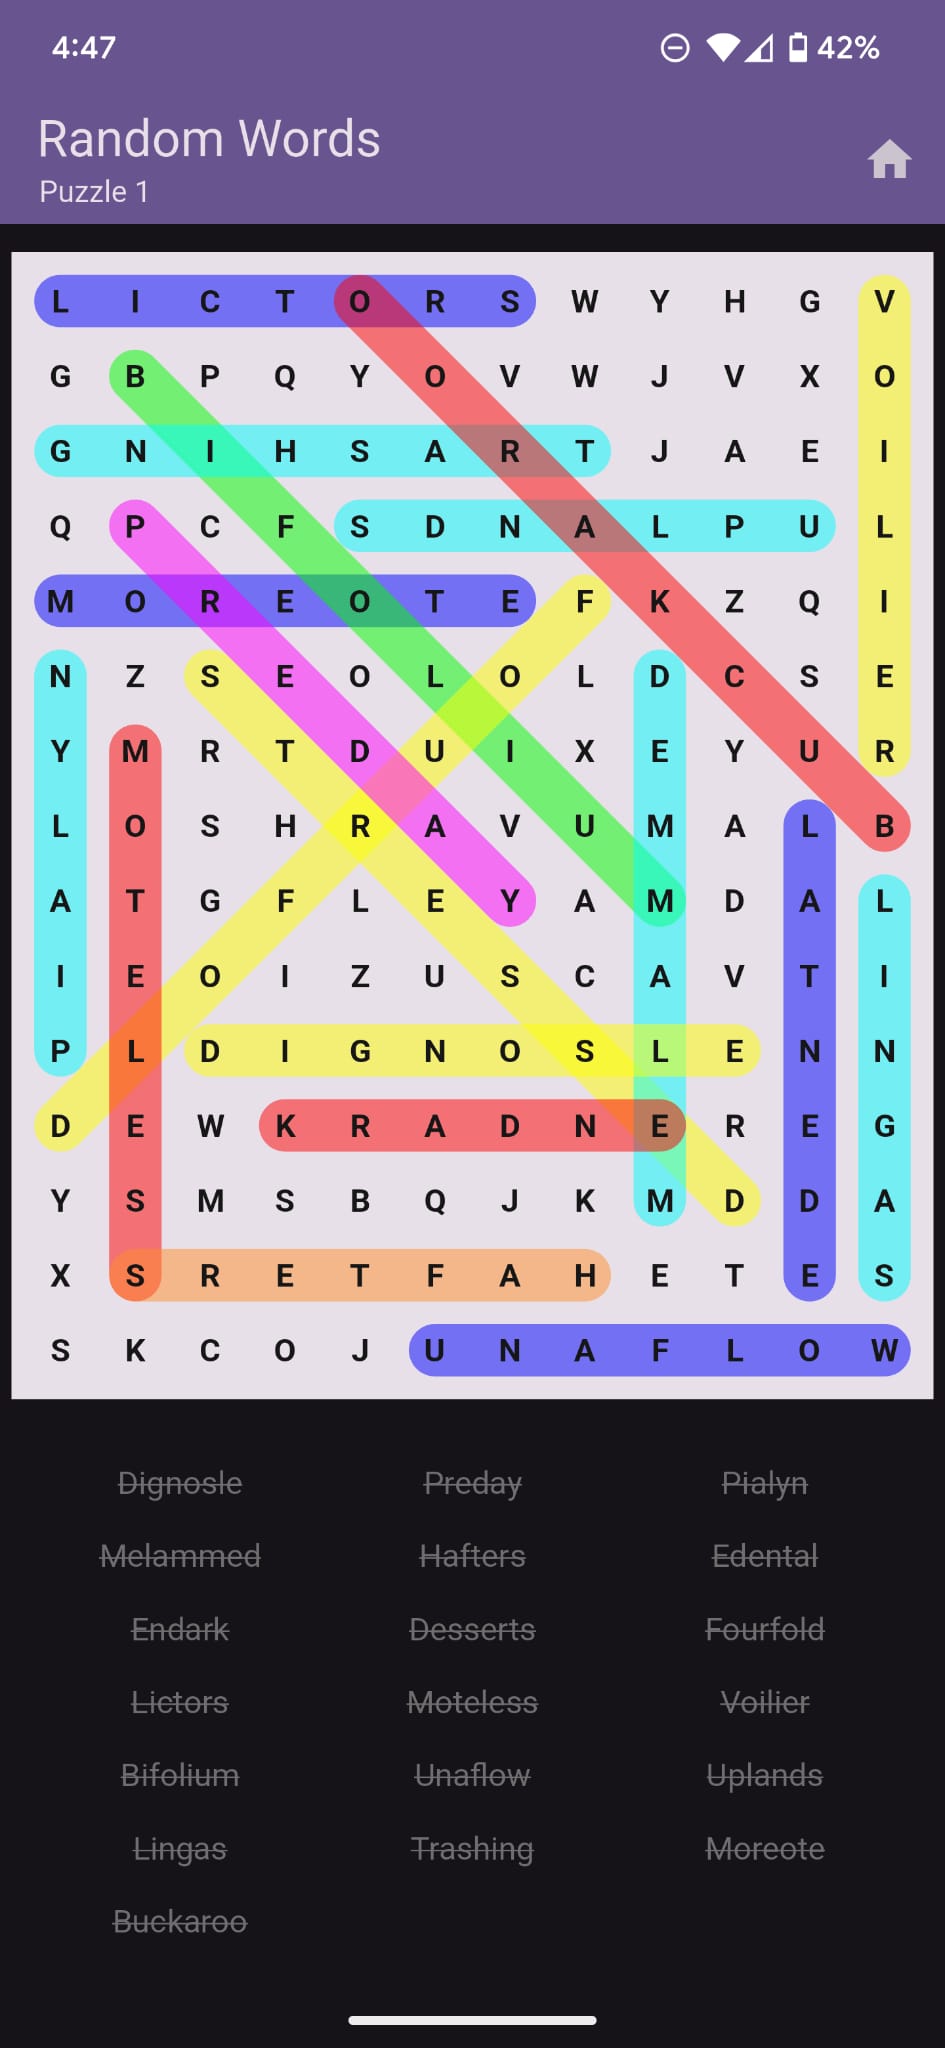 4:47 42%
Random Words
Puzzle 1
L I C T O R S W Y H G V
G B P Q Y O V W J V X O
G N I H S A R T J A E I
Q P C F S D N A L P U L
M O R E O T E F K Z Q I
N Z S E O L O L D C S E
Y M R T D U I X E Y U R
L O S H R A V U M A L B
A T G F L E Y A M D A L
I E O I Z U S C A V T I
P L D I G N O S L E N N
D E W K R A D N E R E G
Y S M S B Q J K M D D A
X S R E T F A H E T E S
S K C O J U N A F L O W
Dignosle Preday Pialyn
Melammed Hafters Edental
Endark Desserts Fourfold
Lictors Moteless Voilier
Bifolium Unaflow Uplands
Lingas Trashing Moreote
Buckaroo